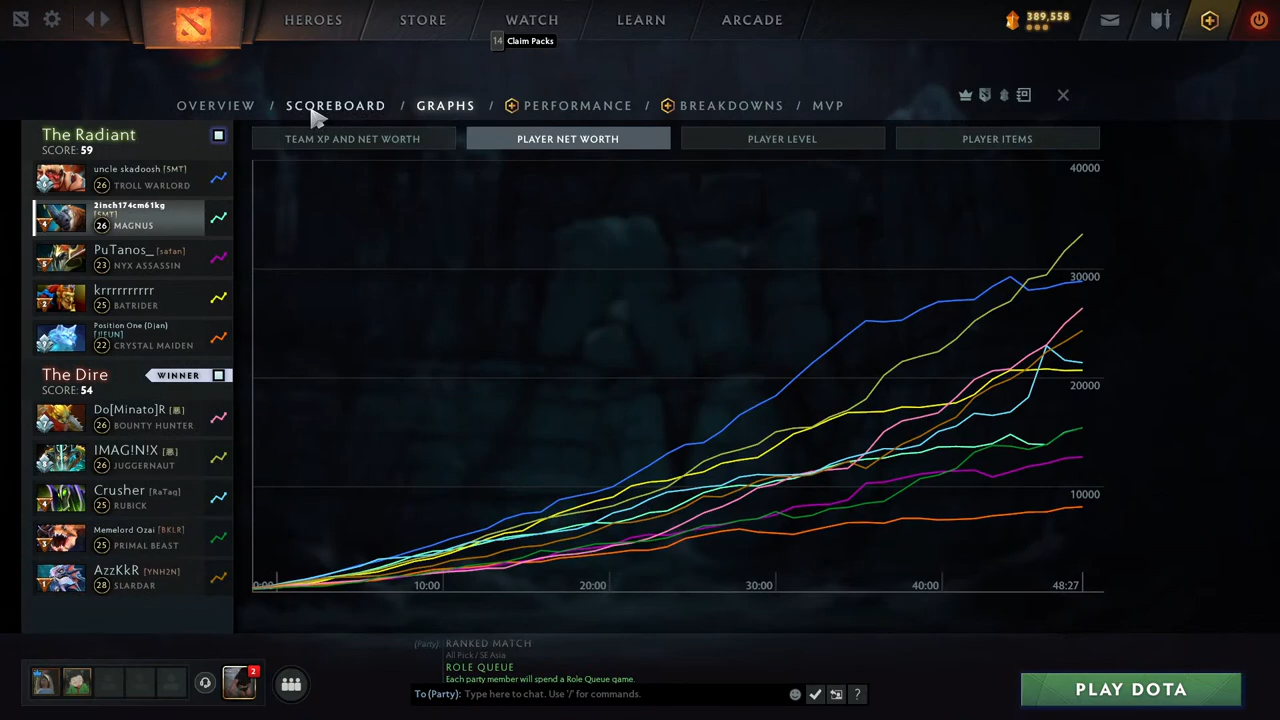 HEROES
STORE
WATCH
LEARN
ARCADE
389,558
14 Claim Packs
OVERVIEW / SCOREBOARD / GRAPHS / PERFORMANCE / BREAKDOWNS / MVP
TEAM XP AND NET WORTH
PLAYER NET WORTH
PLAYER LEVEL
PLAYER ITEMS
The Radiant
SCORE: 59
uncle skadoosh [5MT]
26 TROLL WARLORD
2inch174cm61kg
[5MT]
26 MAGNUS
PuTanos_ [satan]
23 NYX ASSASSIN
krrrrrrrrrr
25 BATRIDER
Position One (Djan)
22 CRYSTAL MAIDEN
The Dire
WINNER
SCORE: 54
Do[Minato]R [悪]
26 BOUNTY HUNTER
IMAG!N!X [悪]
26 JUGGERNAUT
Crusher [RaTaq]
25 RUBICK
Memelord Ozai [BKLR]
25 PRIMAL BEAST
AzzKkR [YNH2N]
28 SLARDAR
40000
30000
20000
10000
0:00
10:00
20:00
30:00
40:00
48:27
(Party): RANKED MATCH
All Pick / SE Asia
ROLE QUEUE
Each party member will spend a Role Queue game.
To (Party): Type here to chat. Use '/' for commands.
?
2
PLAY DOTA